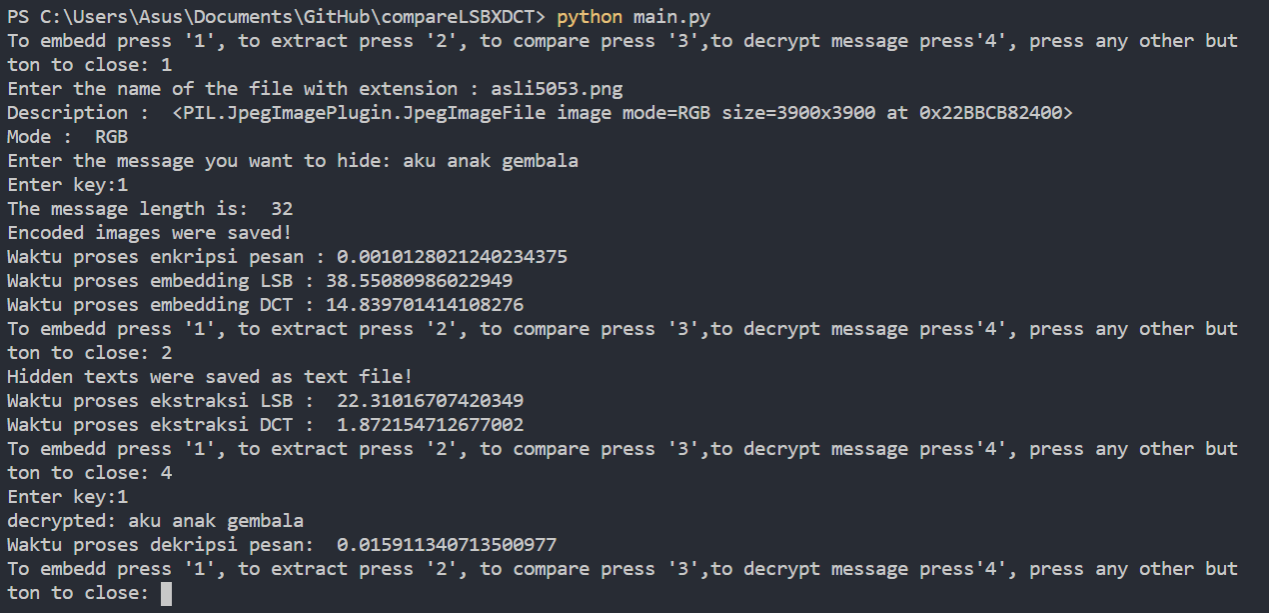 PS C:\Users\Asus\Documents\GitHub\compareLSBXDCT> python main.py
To embedd press '1', to extract press '2', to compare press '3',to decrypt message press'4', press any other but
ton to close: 1
Enter the name of the file with extension : asli5053.png
Description :  <PIL.JpegImagePlugin.JpegImageFile image mode=RGB size=3900x3900 at 0x22BBCB82400>
Mode :  RGB
Enter the message you want to hide: aku anak gembala
Enter key:1
The message length is:  32
Encoded images were saved!
Waktu proses enkripsi pesan : 0.0010128021240234375
Waktu proses embedding LSB : 38.55080986022949
Waktu proses embedding DCT : 14.839701414108276
To embedd press '1', to extract press '2', to compare press '3',to decrypt message press'4', press any other but
ton to close: 2
Hidden texts were saved as text file!
Waktu proses ekstraksi LSB :  22.31016707420349
Waktu proses ekstraksi DCT :  1.872154712677002
To embedd press '1', to extract press '2', to compare press '3',to decrypt message press'4', press any other but
ton to close: 4
Enter key:1
decrypted: aku anak gembala
Waktu proses dekripsi pesan:  0.015911340713500977
To embedd press '1', to extract press '2', to compare press '3',to decrypt message press'4', press any other but
ton to close: